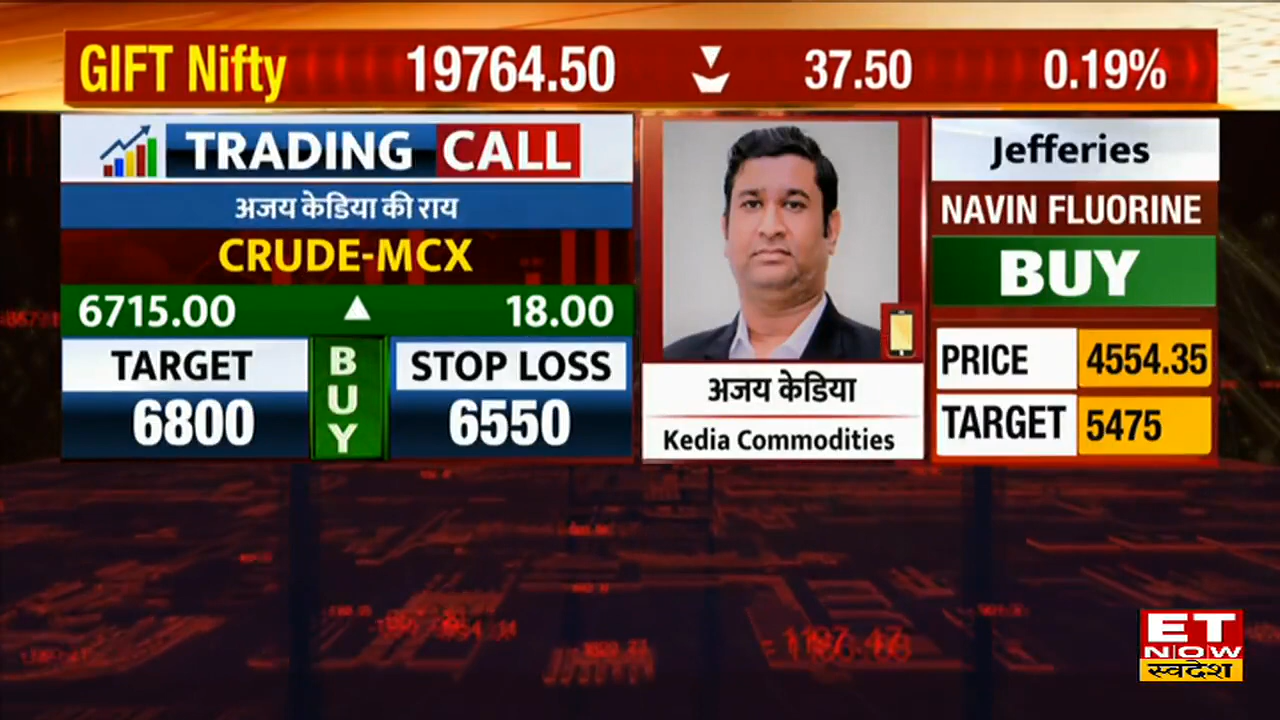 GIFT Nifty 19764.50 37.50 0.19%
TRADING CALL
अजय केडिया की राय
CRUDE-MCX
6715.00 18.00
TARGET
6800
BUY
STOP LOSS
6550
अजय केडिया
Kedia Commodities
Jefferies
NAVIN FLUORINE
BUY
PRICE 4554.35
TARGET 5475
ET
NOW
स्वदेश